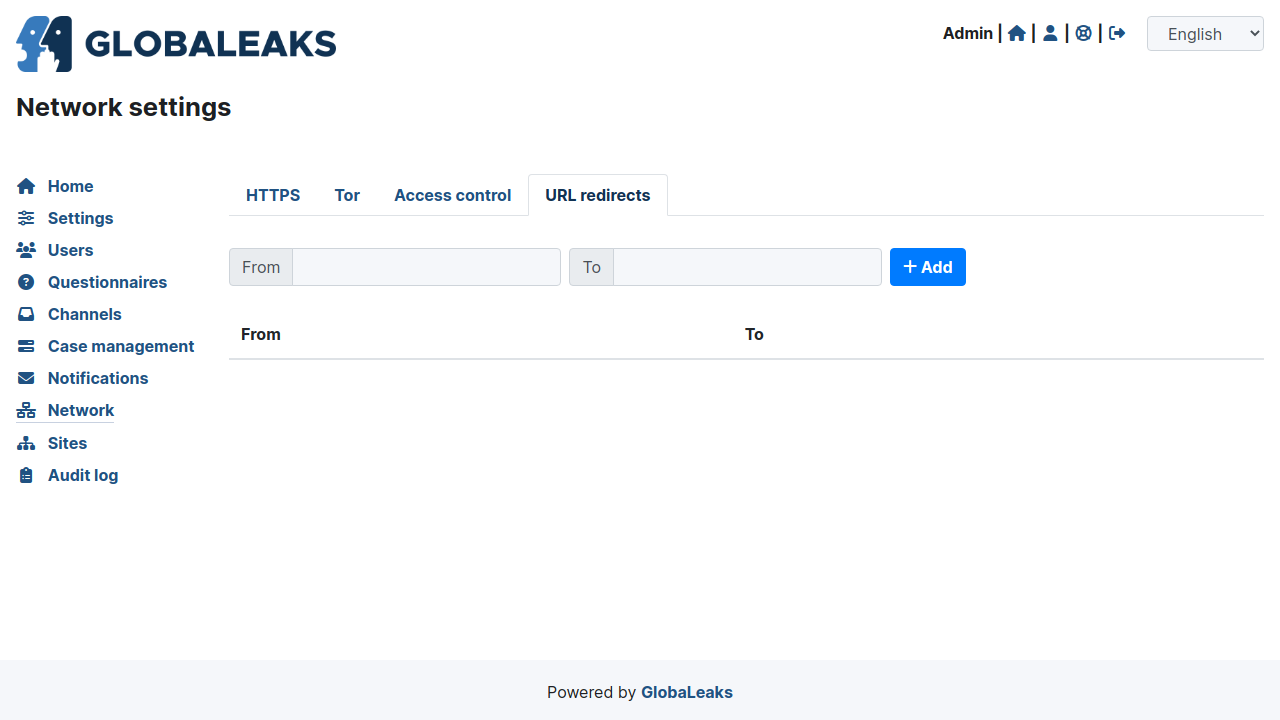 GLOBALEAKS
Admin | | | |
English
Network settings
Home
Settings
Users
Questionnaires
Channels
Case management
Notifications
Network
Sites
Audit log
HTTPS Tor Access control URL redirects
From To + Add
From To
Powered by GlobaLeaks